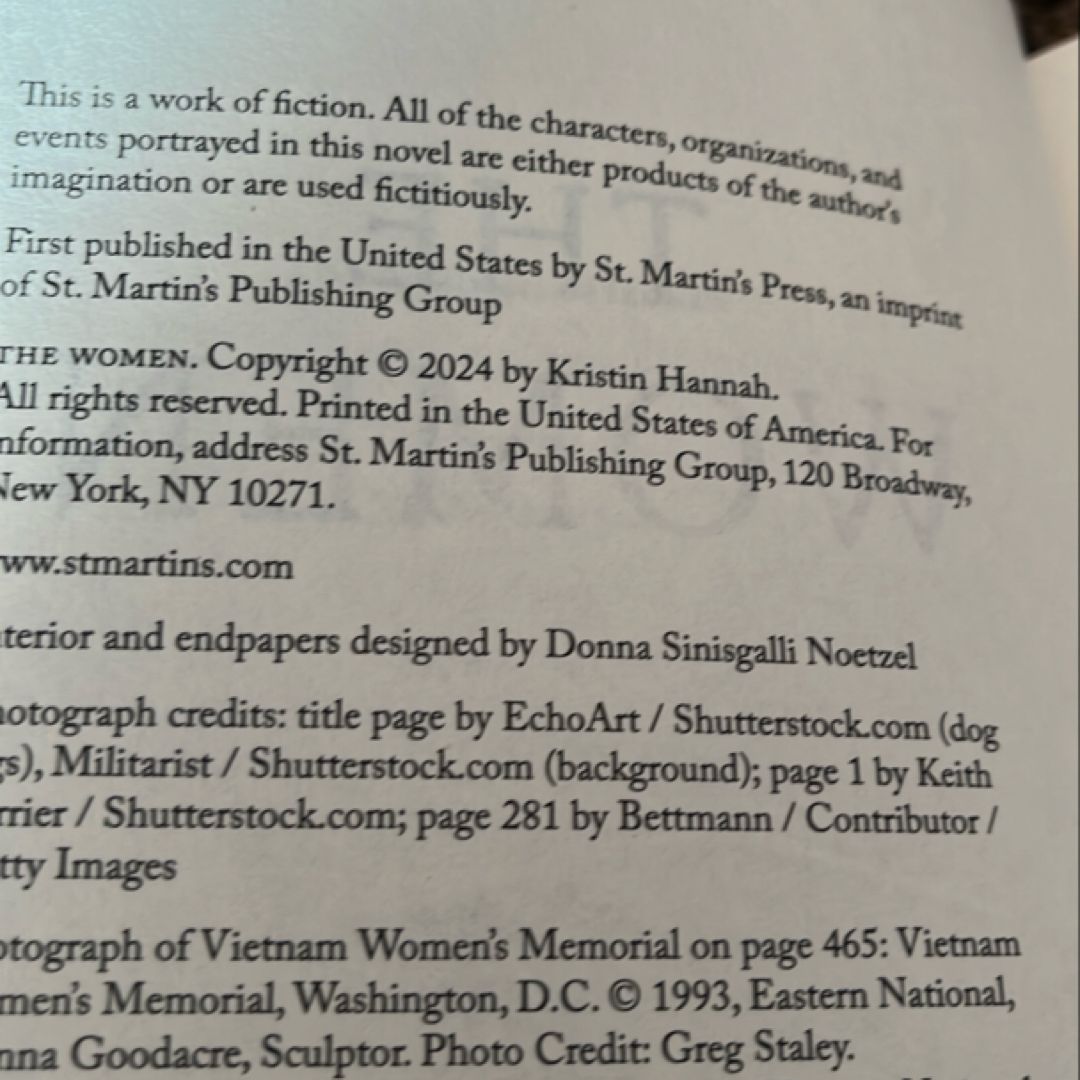 This is a work of fiction. All of the characters, organizations, and
events portrayed in this novel are either products of the author's
imagination or are used fictitiously.
First published in the United States by St. Martin's Press, an imprint
of St. Martin's Publishing Group
THE WOMEN. Copyright © 2024 by Kristin Hannah.
All rights reserved. Printed in the United States of America. For
nformation, address St. Martin's Publishing Group, 120 Broadway,
New York, NY 10271.
ww.stmartins.com
terior and endpapers designed by Donna Sinisgalli Noetzel
otograph credits: title page by EchoArt / Shutterstock.com (dog
gs), Militarist / Shutterstock.com (background); page 1 by Keith
rrier / Shutterstock.com; page 281 by Bettmann / Contributor /
tty Images
otograph of Vietnam Women's Memorial on page 465: Vietnam
men's Memorial, Washington, D.C. © 1993, Eastern National,
nna Goodacre, Sculptor. Photo Credit: Greg Staley.